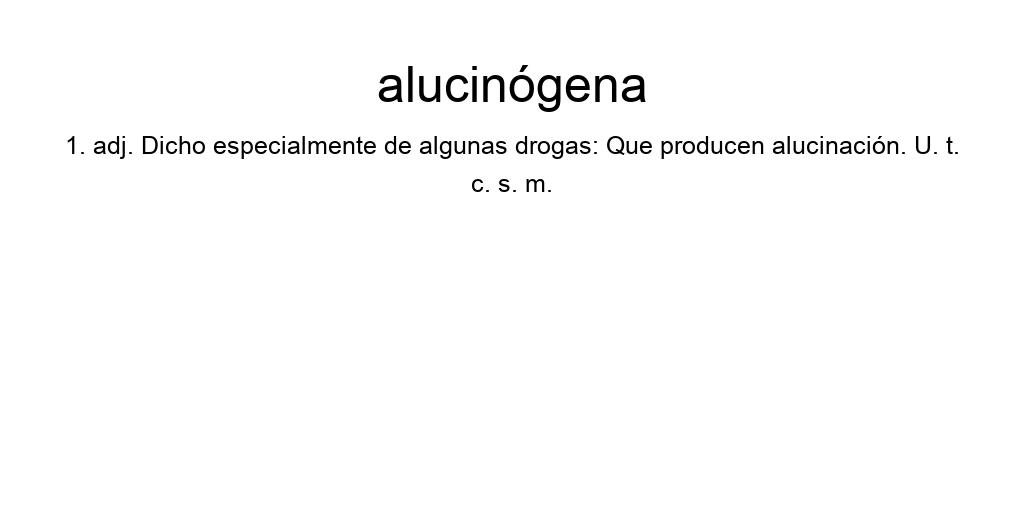 alucinógena
1. adj. Dicho especialmente de algunas drogas: Que producen alucinación. U. t.
c. s. m.